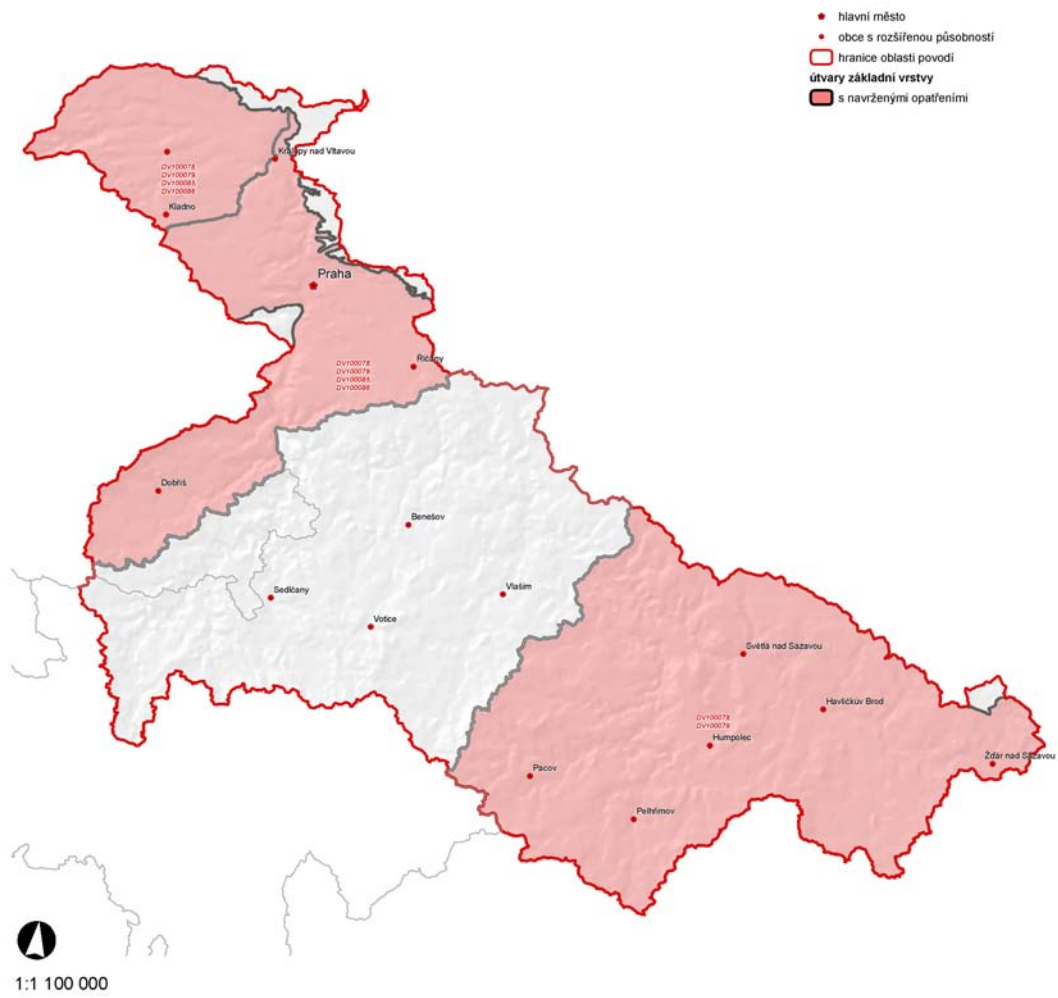 hlavní město
obce s rozšířenou působností
hranice oblasti povodí
útvary základní vrstvy
s navrženými opatřeními
Kralupy nad Vltavou
DV100078,
DV100079,
DV100085,
DV100086
Kladno
Praha
DV100078,
DV100079,
DV100085,
DV100086
Říčany
Dobříš
Benešov
Sedlčany
Vlašim
Votice
Světlá nad Sázavou
Havlíčkův Brod
DV100078,
DV100079
Humpolec
Žďár nad Sázavou
Pacov
Pelhřimov
1:1 100 000